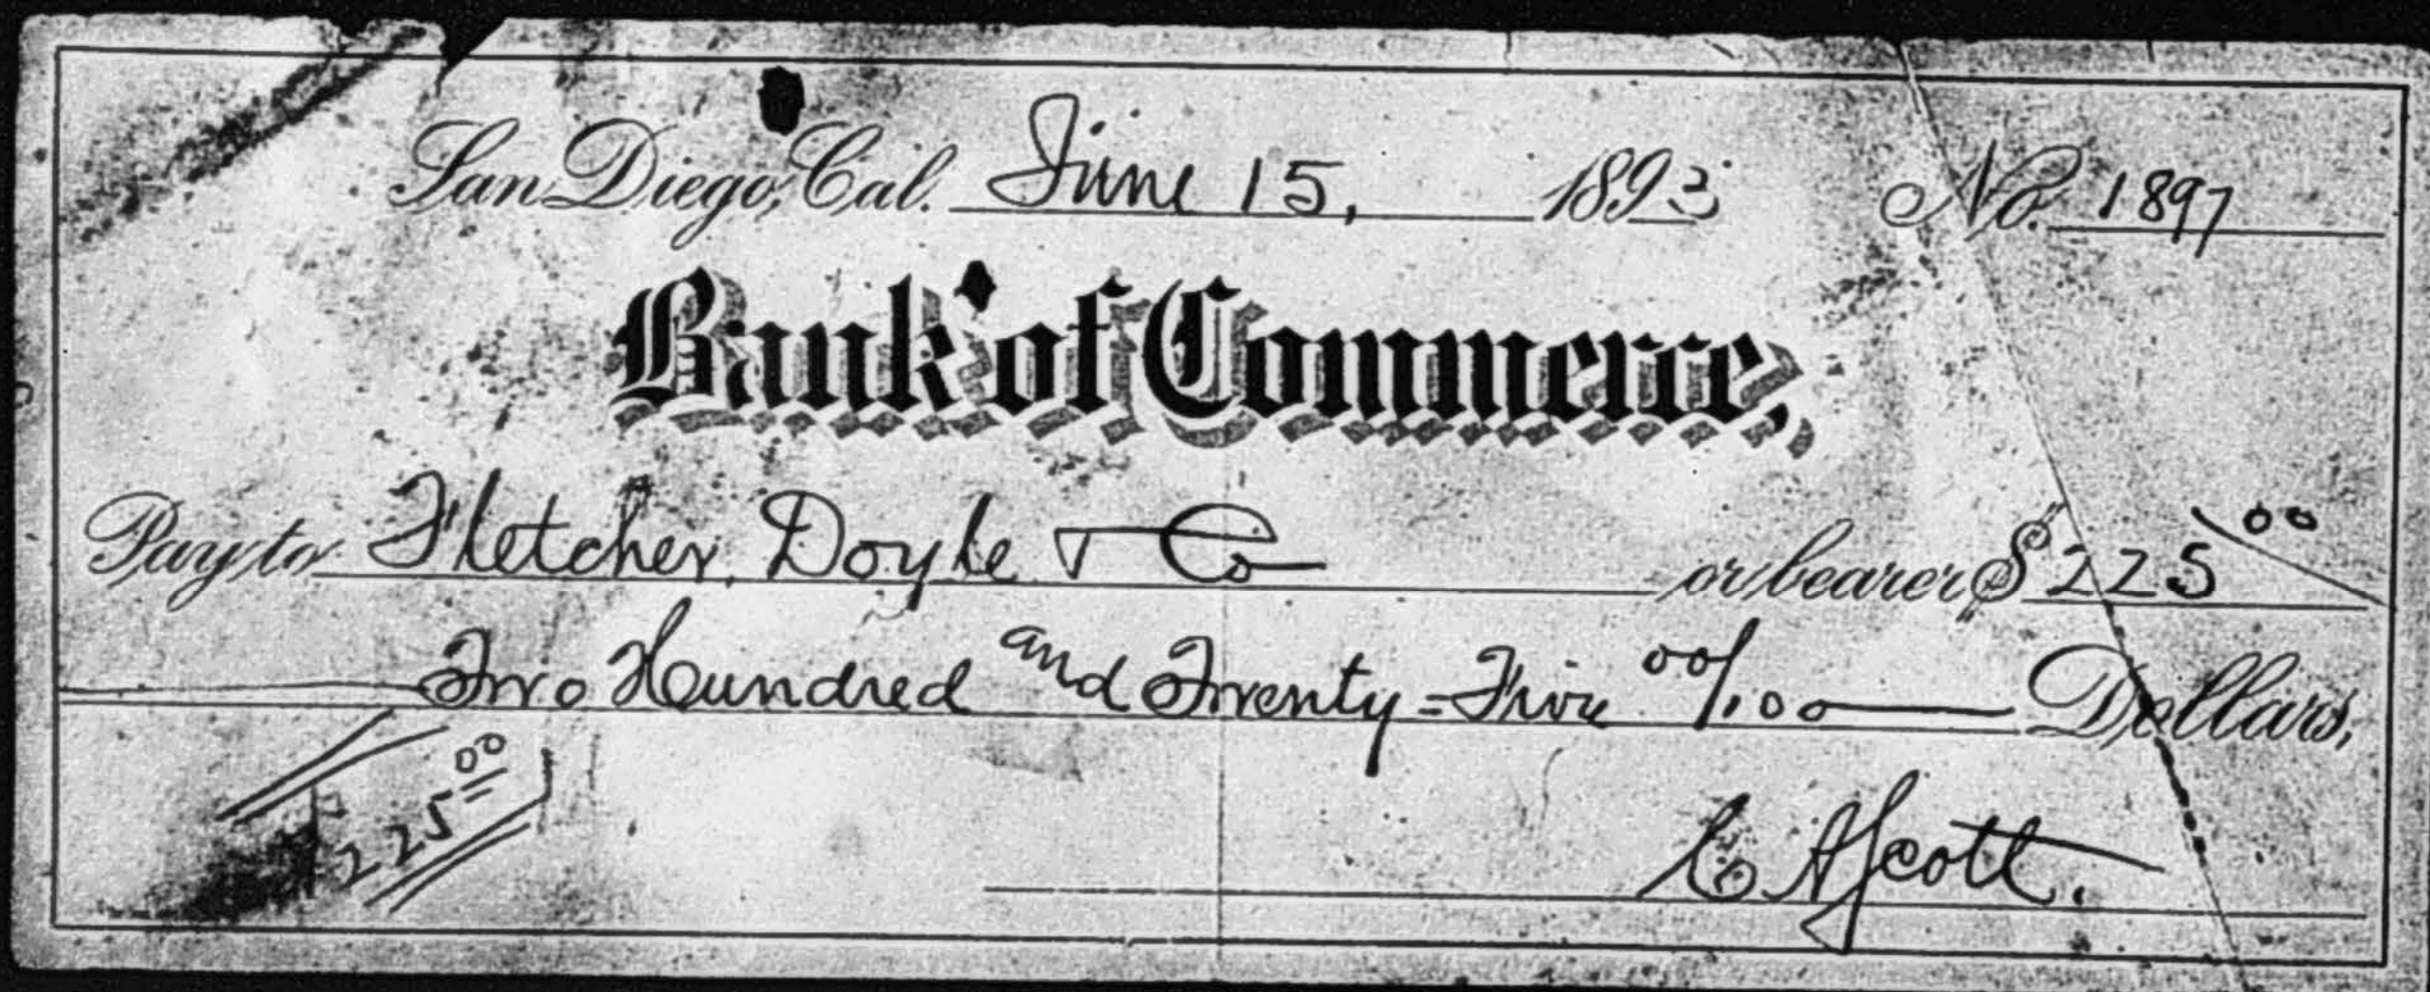 San Diego, Cal. June 15, 1893 No. 1897
Bank of Commerce,
Pay to Fletcher, Doyle & Co or bearer $ 225 00
Two Hundred and Twenty-Five 00/100 Dollars,
225 00
C A Scott.